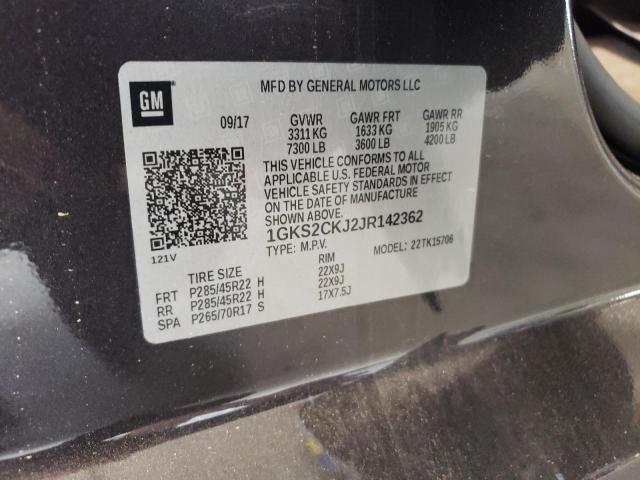 GM
MFD BY GENERAL MOTORS LLC
09/17 GVWR GAWR FRT GAWR RR
3311 KG 1633 KG 1905 KG
7300 LB 3600 LB 4200 LB
THIS VEHICLE CONFORMS TO ALL
APPLICABLE U.S. FEDERAL MOTOR
VEHICLE SAFETY STANDARDS IN EFFECT
ON THE DATE OF MANUFACTURE
SHOWN ABOVE.
1GKS2CKJ2JR142362
121V TYPE: M.P.V. MODEL: 22TK15706
TIRE SIZE RIM
FRT P285/45R22 H 22X9J
RR P285/45R22 H 22X9J
SPA P265/70R17 S 17X7.5J